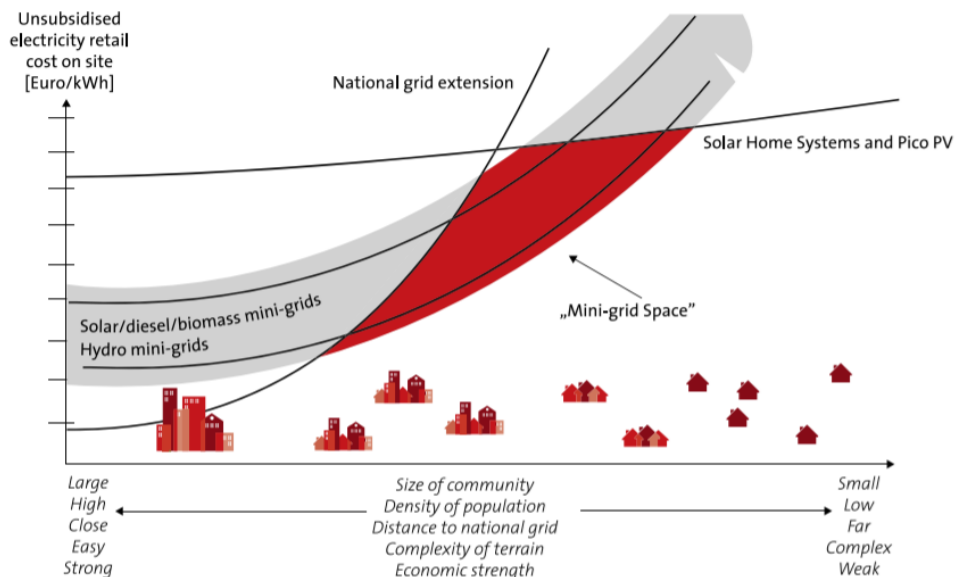 Unsubsidised
electricity retail
cost on site
[Euro/kWh]
National grid extension
Solar Home Systems and Pico PV
„Mini-grid Space”
Solar/diesel/biomass mini-grids
Hydro mini-grids
Large
High
Close
Easy
Strong
Size of community
Density of population
Distance to national grid
Complexity of terrain
Economic strength
Small
Low
Far
Complex
Weak